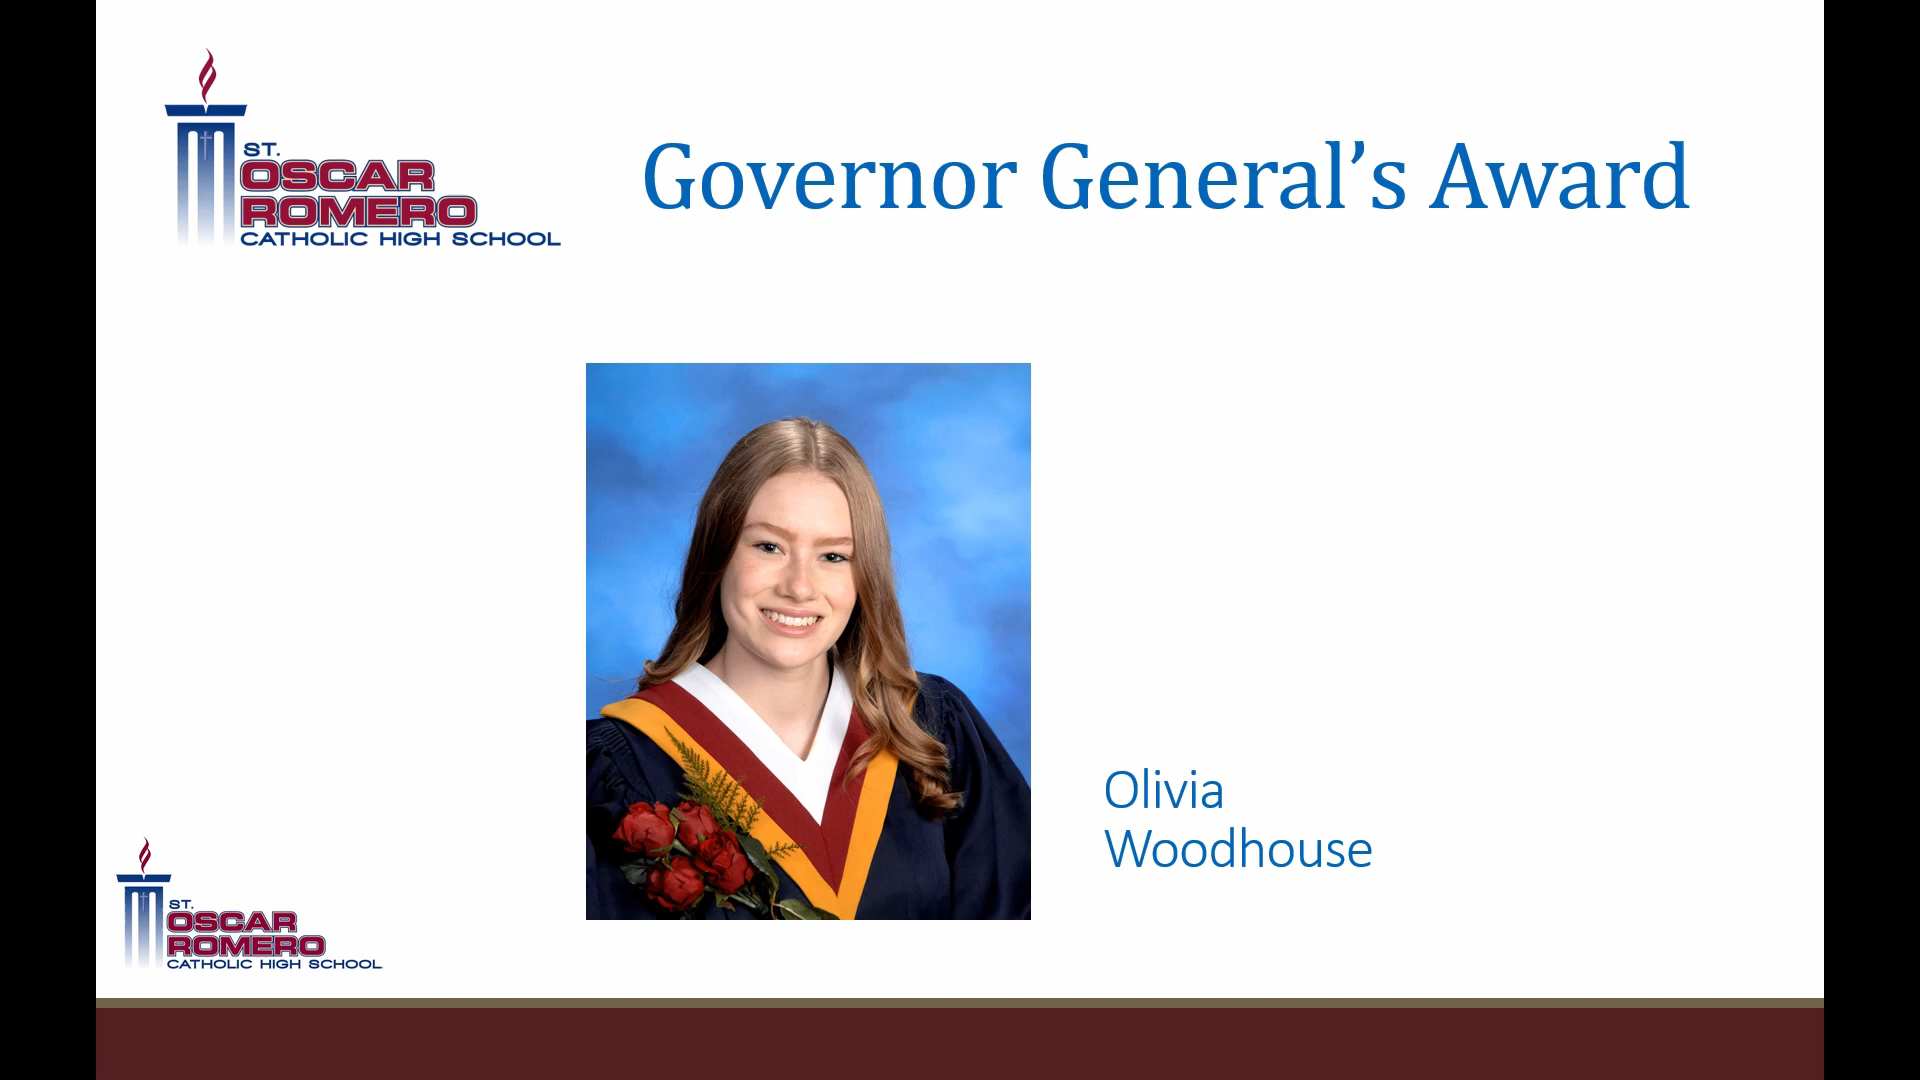 ST.
OSCAR
ROMERO
CATHOLIC HIGH SCHOOL
Governor General’s Award
Olivia
Woodhouse
ST.
OSCAR
ROMERO
CATHOLIC HIGH SCHOOL